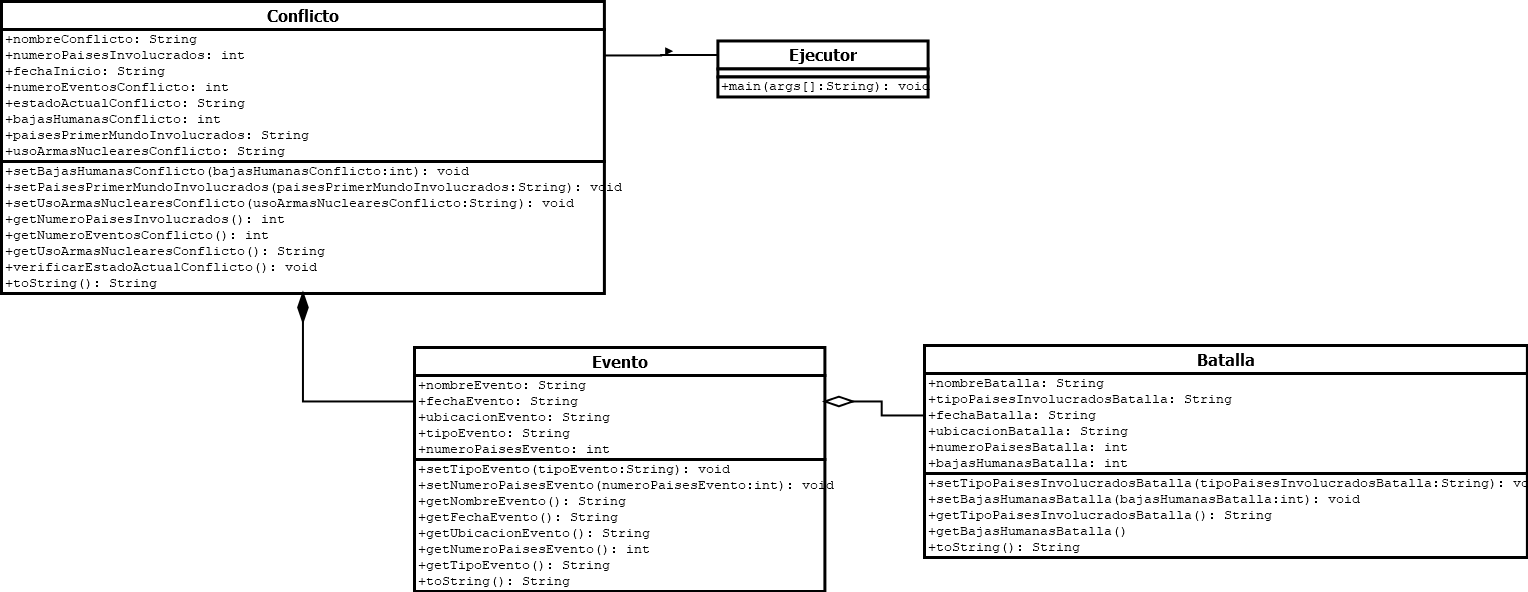 Conflicto
+nombreConflicto: String
+numeroPaisesInvolucrados: int
+fechaInicio: String
+numeroEventosConflicto: int
+estadoActualConflicto: String
+bajasHumanasConflicto: int
+paisesPrimerMundoInvolucrados: String
+usoArmasNuclearesConflicto: String
+setBajasHumanasConflicto(bajasHumanasConflicto:int): void
+setPaisesPrimerMundoInvolucrados(paisesPrimerMundoInvolucrados:String): void
+setUsoArmasNuclearesConflicto(usoArmasNuclearesConflicto:String): void
+getNumeroPaisesInvolucrados(): int
+getNumeroEventosConflicto(): int
+getUsoArmasNuclearesConflicto(): String
+verificarEstadoActualConflicto(): void
+toString(): String
Ejecutor
+main(args[]:String): void
Evento
+nombreEvento: String
+fechaEvento: String
+ubicacionEvento: String
+tipoEvento: String
+numeroPaisesEvento: int
+setTipoEvento(tipoEvento:String): void
+setNumeroPaisesEvento(numeroPaisesEvento:int): void
+getNombreEvento(): String
+getFechaEvento(): String
+getUbicacionEvento(): String
+getNumeroPaisesEvento(): int
+getTipoEvento(): String
+toString(): String
Batalla
+nombreBatalla: String
+tipoPaisesInvolucradosBatalla: String
+fechaBatalla: String
+ubicacionBatalla: String
+numeroPaisesBatalla: int
+bajasHumanasBatalla: int
+setTipoPaisesInvolucradosBatalla(tipoPaisesInvolucradosBatalla:String): vo
+setBajasHumanasBatalla(bajasHumanasBatalla:int): void
+getTipoPaisesInvolucradosBatalla(): String
+getBajasHumanasBatalla()
+toString(): String